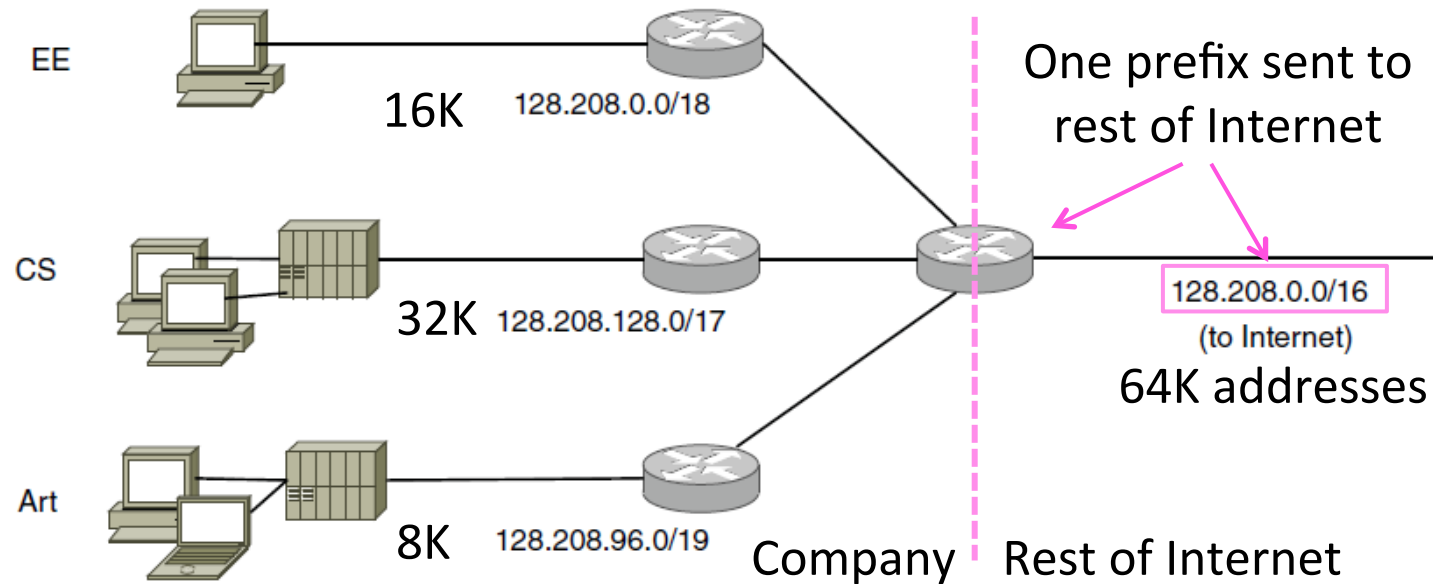 EE
16K
128.208.0.0/18
One prefix sent to
rest of Internet
CS
32K
128.208.128.0/17
128.208.0.0/16
(to Internet)
64K addresses
Art
8K
128.208.96.0/19
Company
Rest of Internet